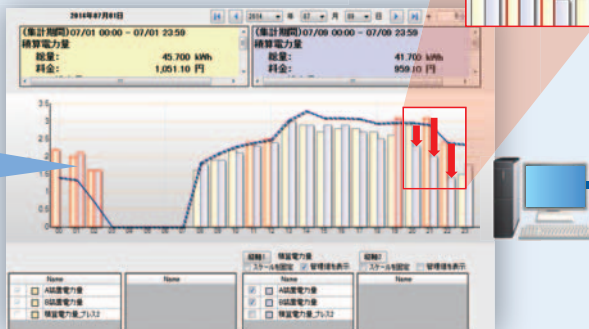 2014年07月01日
2014 年 07 月 09 日
(集計期間)07/01 00:00 - 07/01 23:59
積算電力量
総量: 45.700 kWh
料金: 1,051.10 円
(集計期間)07/09 00:00 - 07/09 23:59
積算電力量
総量: 41.700 kWh
料金: 959.10 円
3.5
3
2.5
2
1.5
1
0.5
0
00 01 02 03 04 05 06 07 08 09 10 11 12 13 14 15 16 17 18 19 20 21 22 23
縦軸1 積算電力量
スケールを固定 管理値を表示
縦軸2
スケールを固定 管理値を表示
Name
A装置電力量
B装置電力量
積算電力量_プレス2
Name
Name
A装置電力量
B装置電力量
積算電力量_プレス2
Name